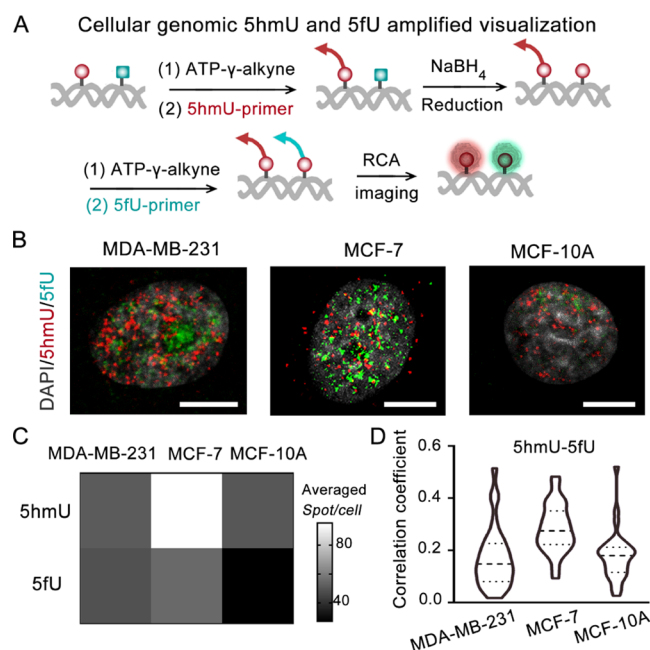 A Cellular genomic 5hmU and 5fU amplified visualization
(1) ATP-γ-alkyne
(2) 5hmU-primer
NaBH4
Reduction
(1) ATP-γ-alkyne
(2) 5fU-primer
RCA
imaging
B
MDA-MB-231 MCF-7 MCF-10A
DAPI/5hmU/5fU
C
MDA-MB-231 MCF-7 MCF-10A
5hmU
5fU
Averaged
Spot/cell
80
40
D
5hmU-5fU
Correlation coefficient
0.6
0.4
0.2
0.0
MDA-MB-231 MCF-7 MCF-10A